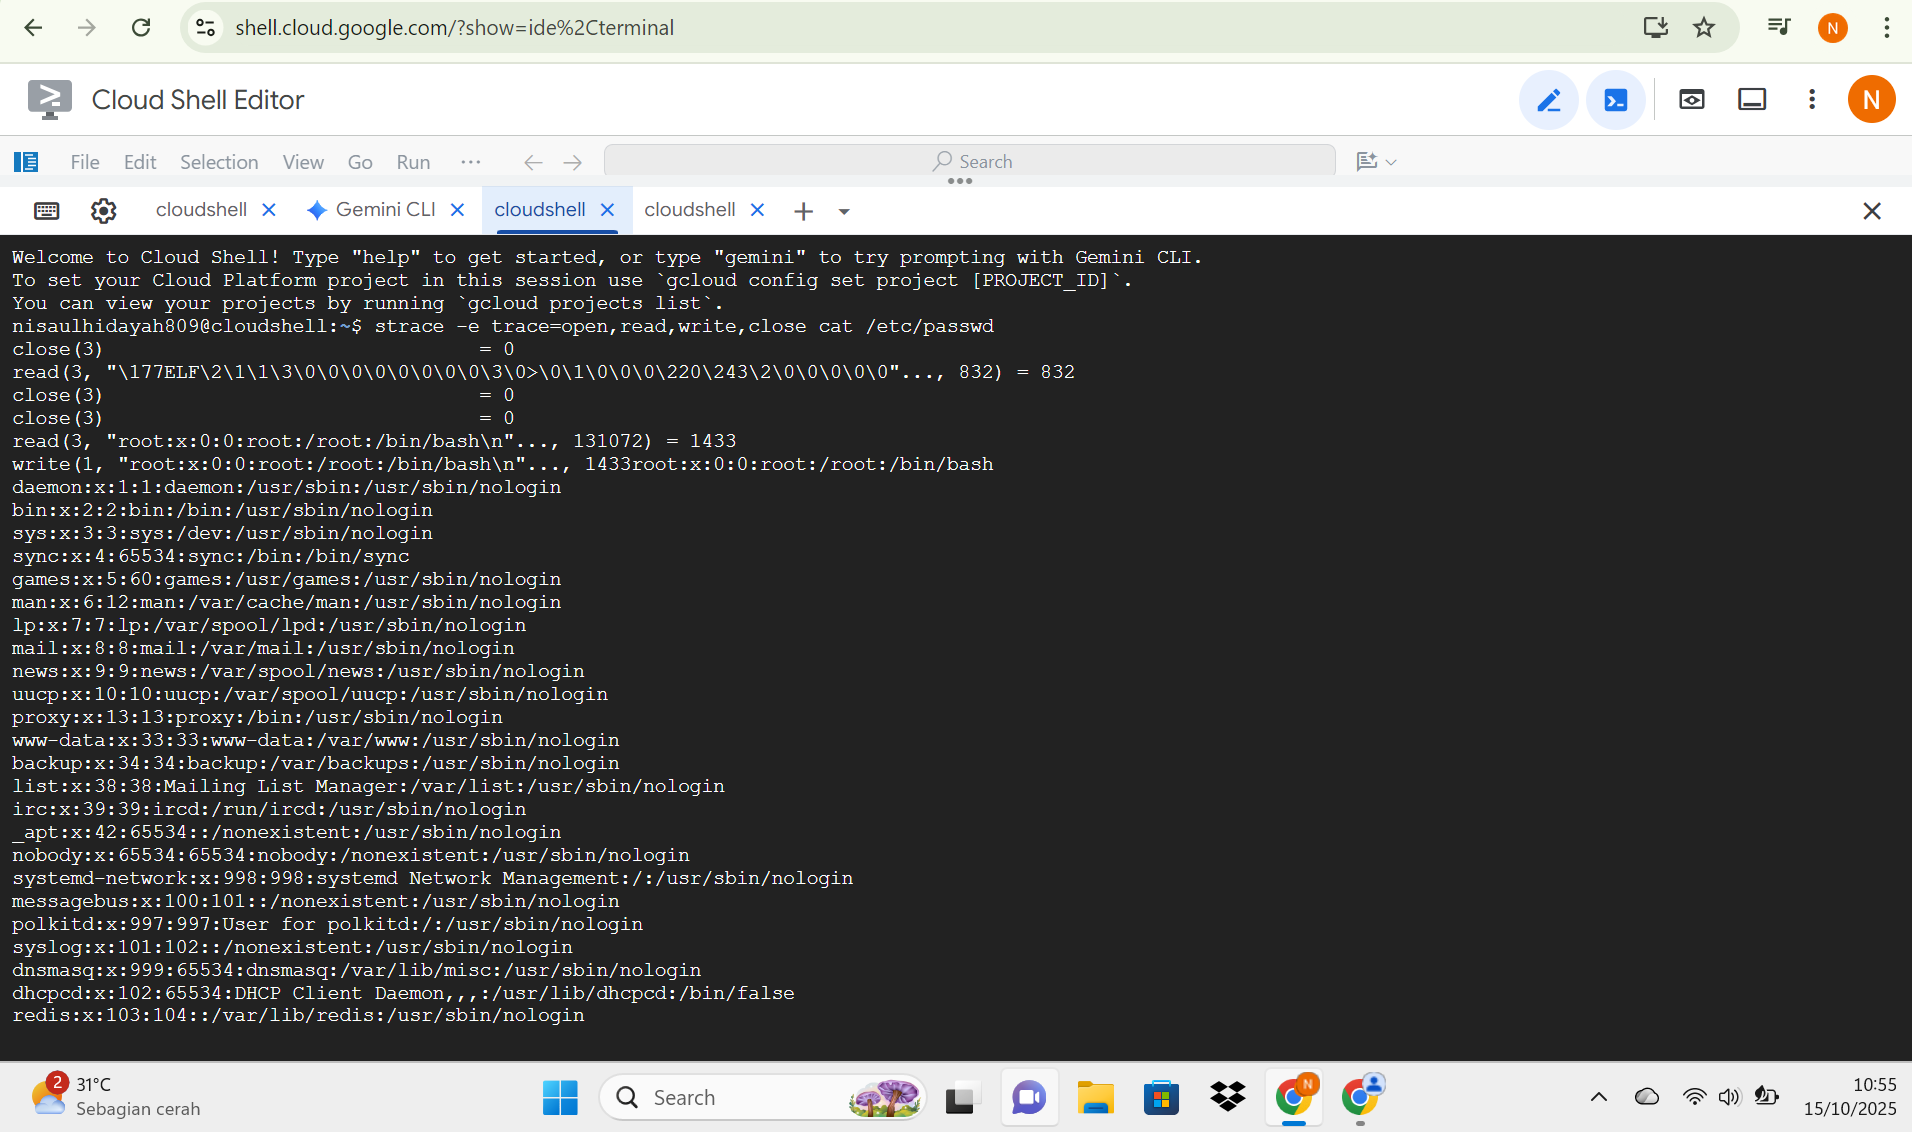 shell.cloud.google.com/?show=ide%2Cterminal
N
Cloud Shell Editor
N
File Edit Selection View Go Run ... Search
cloudshell Gemini CLI cloudshell cloudshell
Welcome to Cloud Shell! Type "help" to get started, or type "gemini" to try prompting with Gemini CLI.
To set your Cloud Platform project in this session use `gcloud config set project [PROJECT_ID]`.
You can view your projects by running `gcloud projects list`.
nisaulhidayah809@cloudshell:~$ strace -e trace=open,read,write,close cat /etc/passwd
close(3)                                = 0
read(3, "\177ELF\2\1\1\3\0\0\0\0\0\0\0\0\3\0>\0\1\0\0\0\220\243\2\0\0\0\0\0"..., 832) = 832
close(3)                                = 0
close(3)                                = 0
read(3, "root:x:0:0:root:/root:/bin/bash\n"..., 131072) = 1433
write(1, "root:x:0:0:root:/root:/bin/bash\n"..., 1433root:x:0:0:root:/root:/bin/bash
daemon:x:1:1:daemon:/usr/sbin:/usr/sbin/nologin
bin:x:2:2:bin:/bin:/usr/sbin/nologin
sys:x:3:3:sys:/dev:/usr/sbin/nologin
sync:x:4:65534:sync:/bin:/bin/sync
games:x:5:60:games:/usr/games:/usr/sbin/nologin
man:x:6:12:man:/var/cache/man:/usr/sbin/nologin
lp:x:7:7:lp:/var/spool/lpd:/usr/sbin/nologin
mail:x:8:8:mail:/var/mail:/usr/sbin/nologin
news:x:9:9:news:/var/spool/news:/usr/sbin/nologin
uucp:x:10:10:uucp:/var/spool/uucp:/usr/sbin/nologin
proxy:x:13:13:proxy:/bin:/usr/sbin/nologin
www-data:x:33:33:www-data:/var/www:/usr/sbin/nologin
backup:x:34:34:backup:/var/backups:/usr/sbin/nologin
list:x:38:38:Mailing List Manager:/var/list:/usr/sbin/nologin
irc:x:39:39:ircd:/run/ircd:/usr/sbin/nologin
_apt:x:42:65534::/nonexistent:/usr/sbin/nologin
nobody:x:65534:65534:nobody:/nonexistent:/usr/sbin/nologin
systemd-network:x:998:998:systemd Network Management:/:/usr/sbin/nologin
messagebus:x:100:101::/nonexistent:/usr/sbin/nologin
polkitd:x:997:997:User for polkitd:/:/usr/sbin/nologin
syslog:x:101:102::/nonexistent:/usr/sbin/nologin
dnsmasq:x:999:65534:dnsmasq:/var/lib/misc:/usr/sbin/nologin
dhcpcd:x:102:65534:DHCP Client Daemon,,,:/usr/lib/dhcpcd:/bin/false
redis:x:103:104::/var/lib/redis:/usr/sbin/nologin
2 31°C
Sebagian cerah
Search
N
10:55
15/10/2025